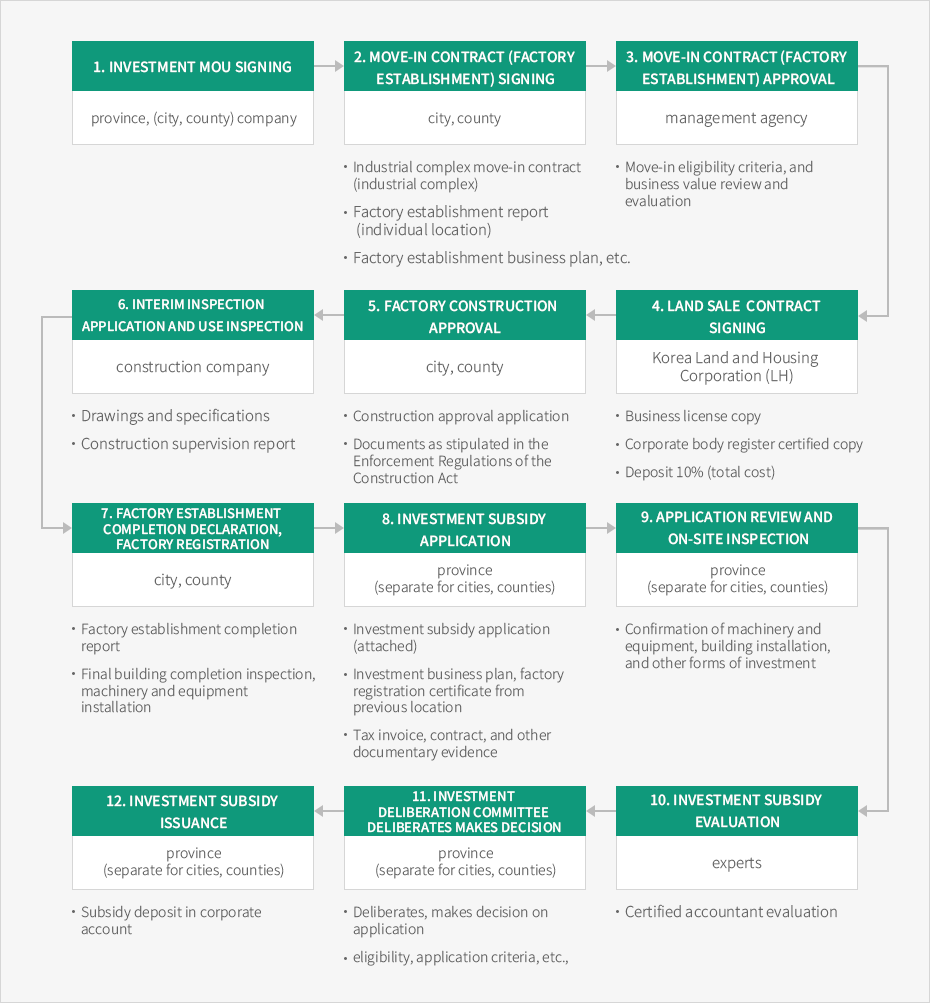 1. INVESTMENT MOU SIGNING
province, (city, county) company
2. MOVE-IN CONTRACT (FACTORY
ESTABLISHMENT) SIGNING
city, county
• Industrial complex move-in contract
(industrial complex)
• Factory establishment report
(individual location)
• Factory establishment business plan, etc.
3. MOVE-IN CONTRACT (FACTORY
ESTABLISHMENT) APPROVAL
management agency
• Move-in eligibility criteria, and
business value review and
evaluation
4. LAND SALE CONTRACT
SIGNING
Korea Land and Housing
Corporation (LH)
• Business license copy
• Corporate body register certified copy
• Deposit 10% (total cost)
5. FACTORY CONSTRUCTION
APPROVAL
city, county
• Construction approval application
• Documents as stipulated in the
Enforcement Regulations of the
Construction Act
6. INTERIM INSPECTION
APPLICATION AND USE INSPECTION
construction company
• Drawings and specifications
• Construction supervision report
7. FACTORY ESTABLISHMENT
COMPLETION DECLARATION,
FACTORY REGISTRATION
city, county
• Factory establishment completion
report
• Final building completion inspection,
machinery and equipment
installation
8. INVESTMENT SUBSIDY
APPLICATION
province
(separate for cities, counties)
• Investment subsidy application
(attached)
• Investment business plan, factory
registration certificate from
previous location
• Tax invoice, contract, and other
documentary evidence
9. APPLICATION REVIEW AND
ON-SITE INSPECTION
province
(separate for cities, counties)
• Confirmation of machinery and
equipment, building installation,
and other forms of investment
10. INVESTMENT SUBSIDY
EVALUATION
experts
• Certified accountant evaluation
11. INVESTMENT
DELIBERATION COMMITTEE
DELIBERATES MAKES DECISION
province
(separate for cities, counties)
• Deliberates, makes decision on
application
• eligibility, application criteria, etc.,
12. INVESTMENT SUBSIDY
ISSUANCE
province
(separate for cities, counties)
• Subsidy deposit in corporate
account